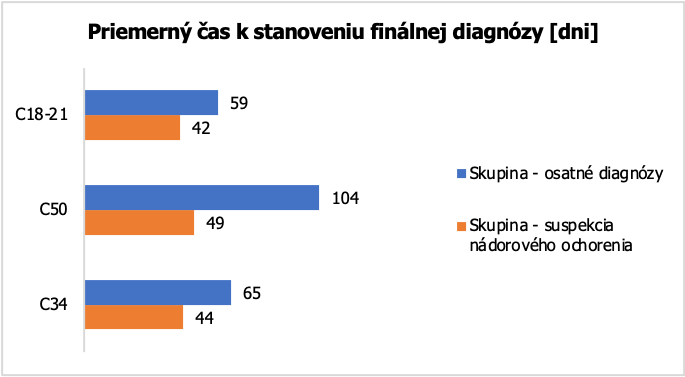 Priemerný čas k stanoveniu finálnej diagnózy [dni]
C18-21
59
42
C50
104
49
C34
65
44
Skupina - osatné diagnózy
Skupina - suspekcia
nádorového ochorenia